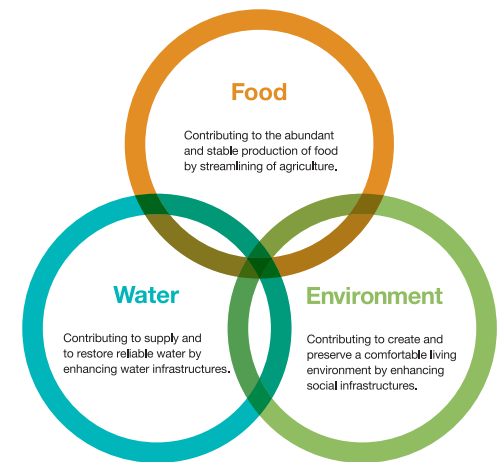 Food
Contributing to the abundant
and stable production of food
by streamlining of agriculture.
Water
Contributing to supply and
to restore reliable water by
enhancing water infrastructures.
Environment
Contributing to create and
preserve a comfortable living
environment by enhancing
social infrastructures.